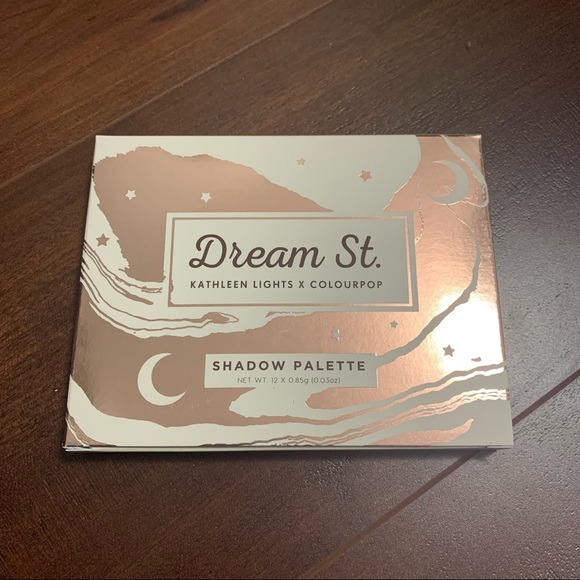 Dream St.
KATHLEEN LIGHTS X COLOURPOP
SHADOW PALETTE
NET WT. 12 X 0.85g (0.03oz)